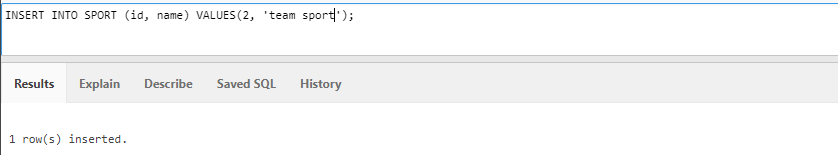 INSERT INTO SPORT (id, name) VALUES(2, 'team sport');
Results Explain Describe Saved SQL History
1 row(s) inserted.